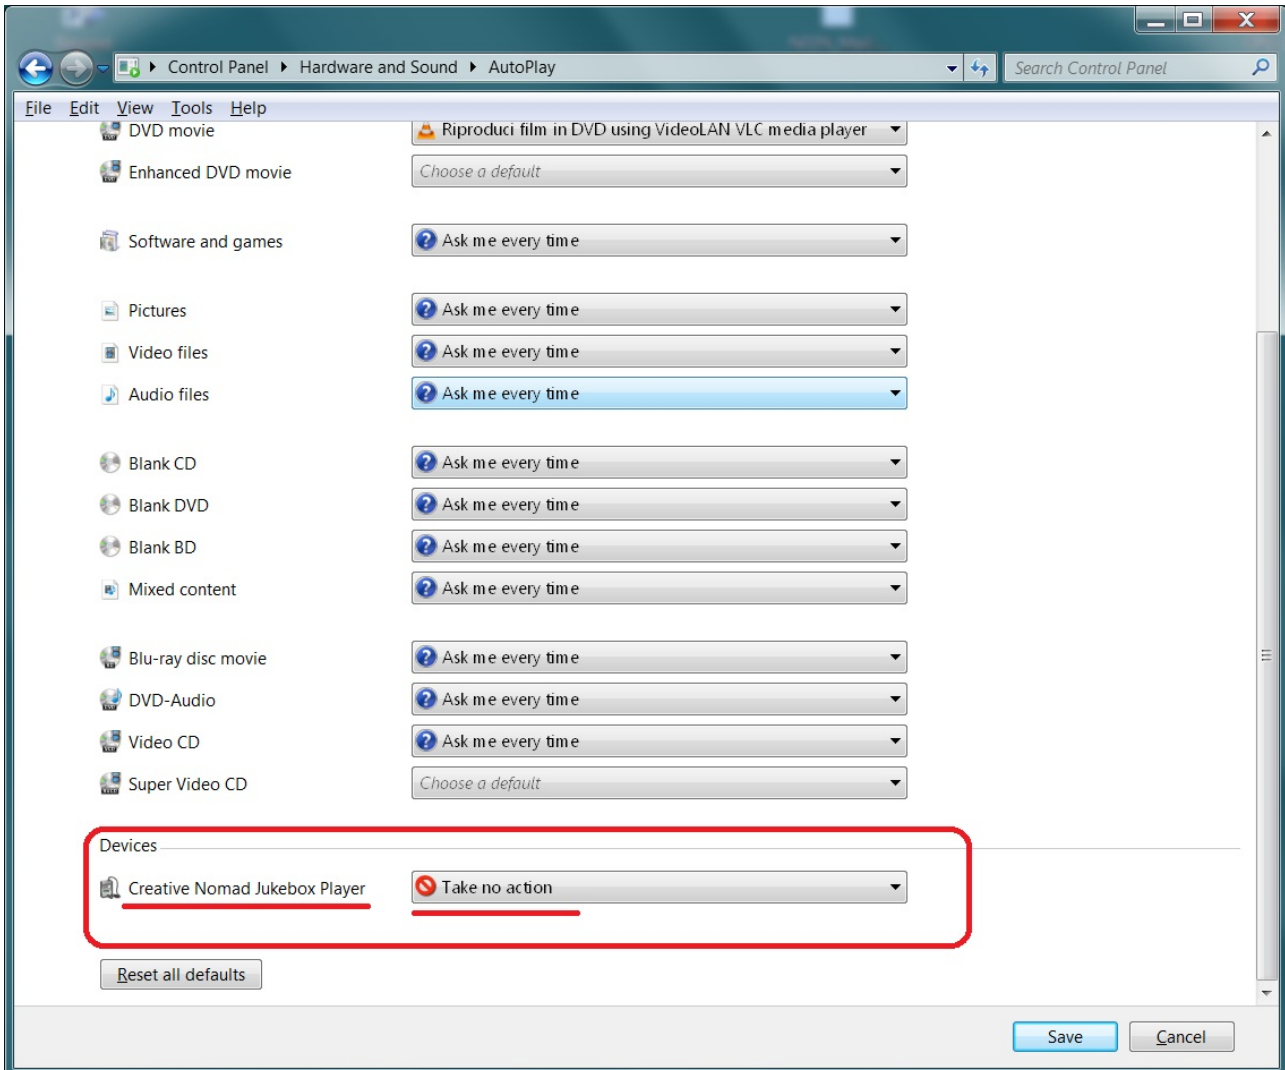 Control Panel Hardware and Sound AutoPlay Search Control Panel
File Edit View Tools Help
DVD movie Riproduci film in DVD using VideoLAN VLC media player
Enhanced DVD movie Choose a default
Software and games Ask me every time
Pictures Ask me every time
Video files Ask me every time
Audio files Ask me every time
Blank CD Ask me every time
Blank DVD Ask me every time
Blank BD Ask me every time
Mixed content Ask me every time
Blu-ray disc movie Ask me every time
DVD-Audio Ask me every time
Video CD Ask me every time
Super Video CD Choose a default
Devices
Creative Nomad Jukebox Player Take no action
Reset all defaults
Save Cancel